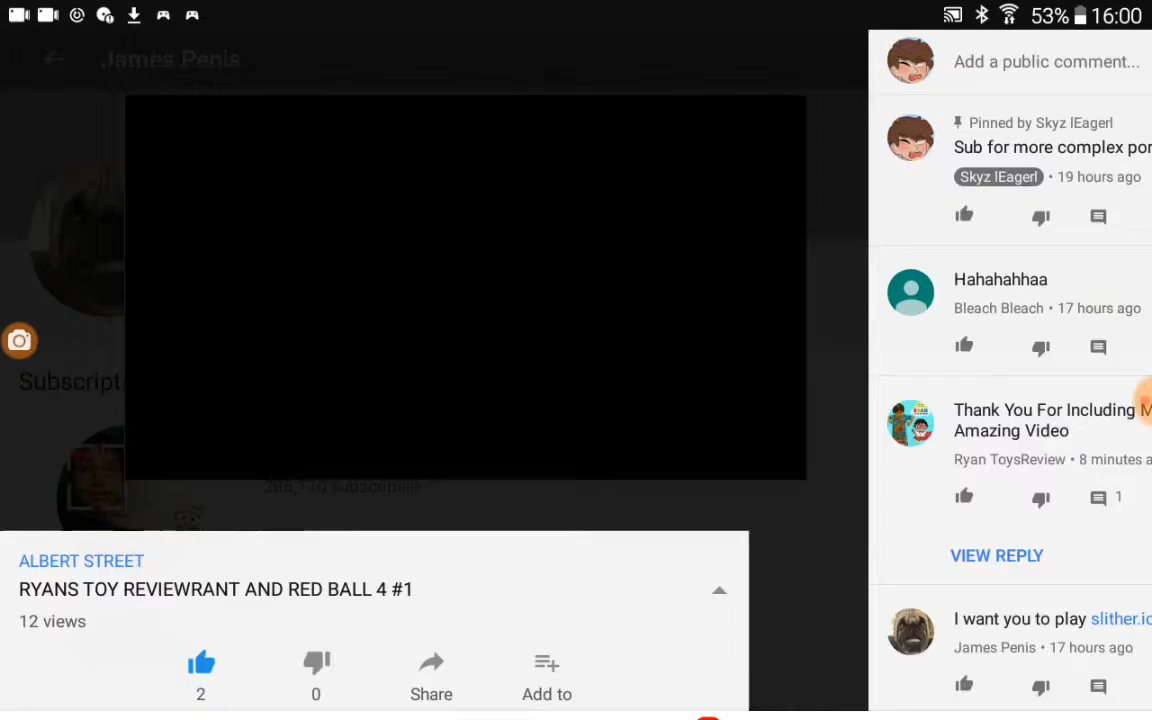 53% 16:00
James Penis
Add a public comment...
Pinned by Skyz lEagerl
Sub for more complex por
Skyz lEagerl • 19 hours ago
Hahahahhaa
Bleach Bleach • 17 hours ago
Subscript
Thank You For Including M
Amazing Video
Ryan ToysReview • 8 minutes a
1
VIEW REPLY
ALBERT STREET
RYANS TOY REVIEWRANT AND RED BALL 4 #1
12 views
I want you to play slither.io
James Penis • 17 hours ago
2
0
Share
Add to